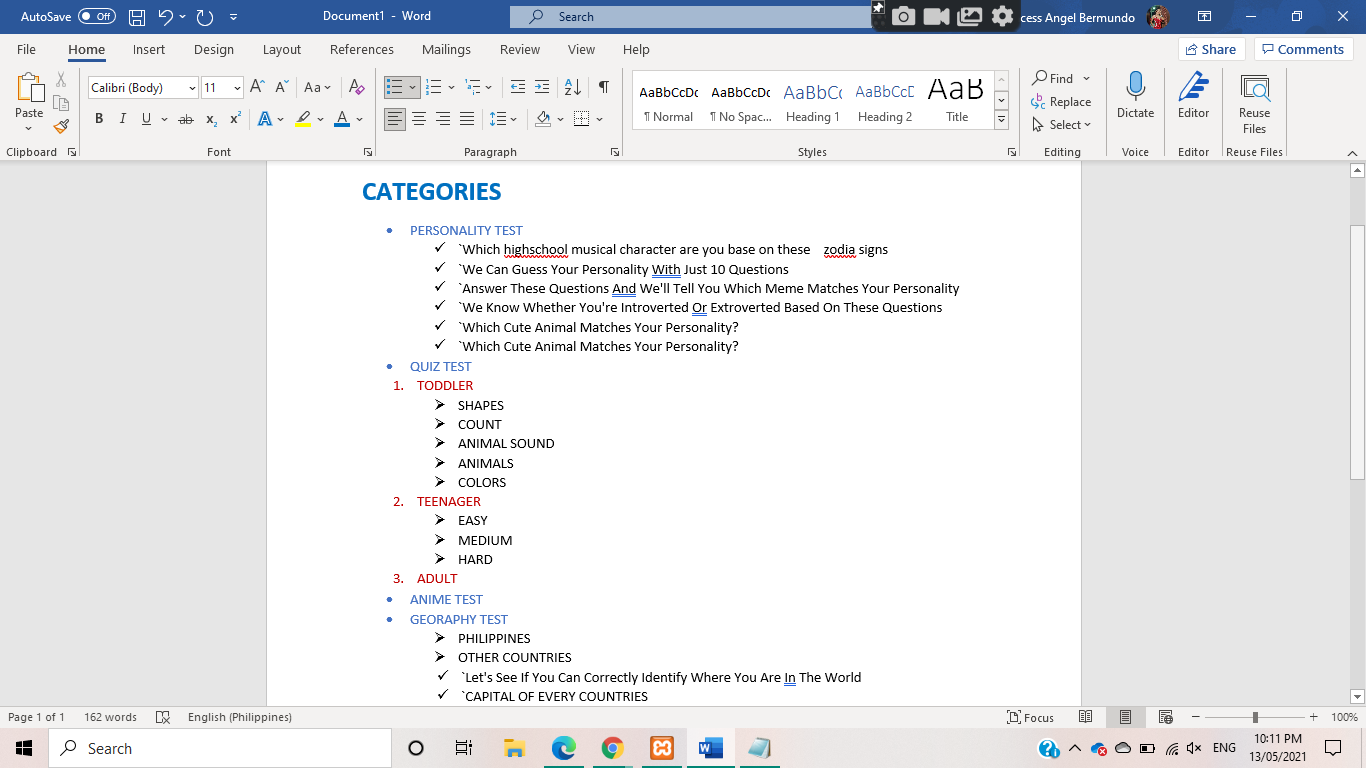 AutoSave Off Document1 - Word Search cess Angel Bermundo
File Home Insert Design Layout References Mailings Review View Help Share Comments
Calibri (Body) 11 Aa AaBbCcDc AaBbCcDc AaBbC AaBbCcC AaB Find
Paste Replace Dictate Editor Reuse Files
B I U ab x₂ x² A A ¶ Normal ¶ No Spac... Heading 1 Heading 2 Title Select
Clipboard Font Paragraph Styles Editing Voice Editor Reuse Files
CATEGORIES
• PERSONALITY TEST
✓ `Which highschool musical character are you base on these zodia signs
✓ `We Can Guess Your Personality With Just 10 Questions
✓ `Answer These Questions And We'll Tell You Which Meme Matches Your Personality
✓ `We Know Whether You're Introverted Or Extroverted Based On These Questions
✓ `Which Cute Animal Matches Your Personality?
✓ `Which Cute Animal Matches Your Personality?
• QUIZ TEST
1. TODDLER
➢ SHAPES
➢ COUNT
➢ ANIMAL SOUND
➢ ANIMALS
➢ COLORS
2. TEENAGER
➢ EASY
➢ MEDIUM
➢ HARD
3. ADULT
• ANIME TEST
• GEORAPHY TEST
➢ PHILIPPINES
➢ OTHER COUNTRIES
✓ `Let's See If You Can Correctly Identify Where You Are In The World
✓ `CAPITAL OF EVERY COUNTRIES
Page 1 of 1 162 words English (Philippines) Focus 100%
Search ENG 10:11 PM
13/05/2021